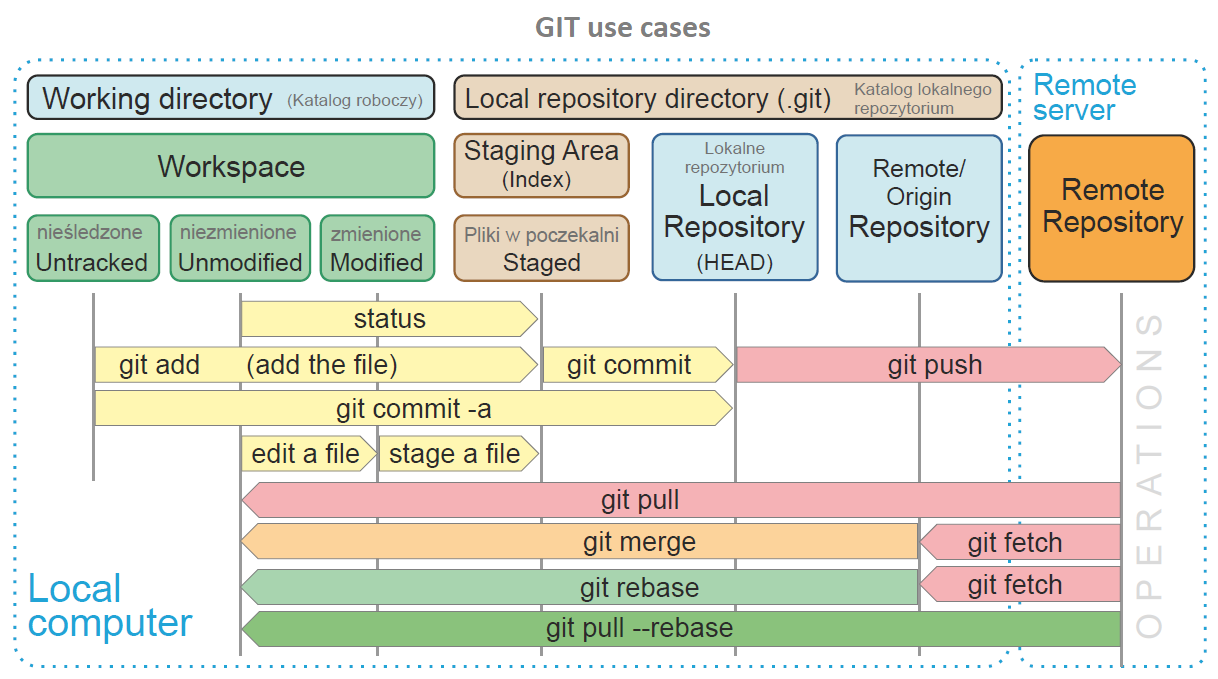 GIT use cases
Working directory (Katalog roboczy)
Local repository directory (.git) Katalog lokalnego
repozytorium
Remote
server
Workspace
Staging Area
(Index)
Lokalne
repozytorium
Local
Repository
(HEAD)
Remote/
Origin
Repository
Remote
Repository
nieśledzone
Untracked
niezmienione
Unmodified
zmienione
Modified
Pliki w poczekalni
Staged
status
git add (add the file)
git commit
git push
git commit -a
edit a file
stage a file
git pull
git merge
git fetch
git rebase
git fetch
git pull --rebase
Local
computer
OPERATIONS